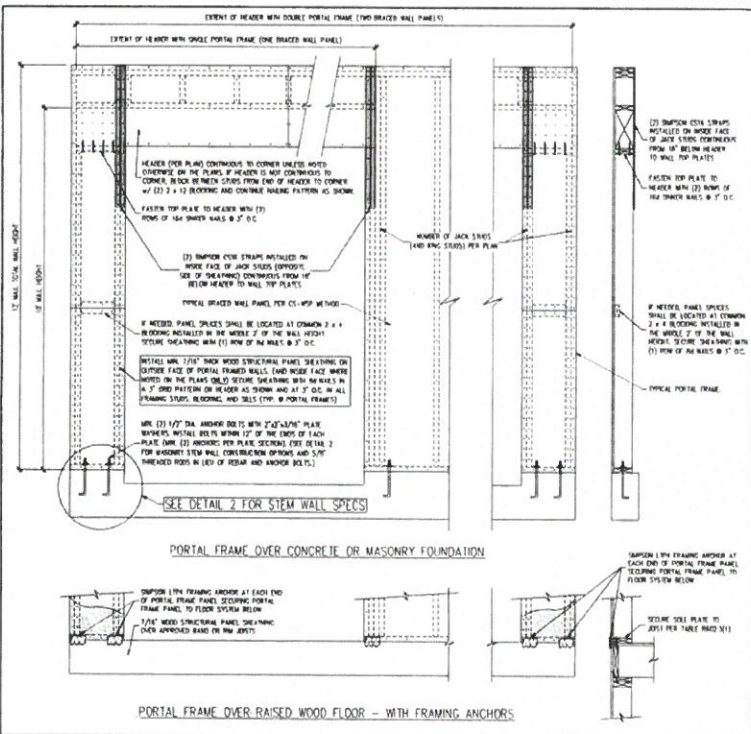 EXTENT OF HEADER WITH DOUBLE PORTAL FRAME (TWO BRACED WALL PANELS)
EXTENT OF HEADER WITH SINGLE PORTAL FRAME (ONE BRACED WALL PANEL)
12' MAX. TOTAL WALL HEIGHT
10' MAX. HEIGHT
HEADER (PER PLAN) CONTINUOUS TO CORNER UNLESS NOTED
OTHERWISE ON THE PLANS. IF HEADER IS NOT CONTINUOUS TO
CORNER, BLOCK BETWEEN STUDS FROM END OF HEADER TO CORNER
w/ (2) 2 x 12 BLOCKING AND CONTINUE NAILING PATTERN AS SHOWN.
FASTEN TOP PLATE TO HEADER WITH (2)
ROWS OF 16d SINKER NAILS @ 3" O.C.
(2) SIMPSON CS16 STRAPS INSTALLED ON
INSIDE FACE OF JACK STUDS (OPPOSITE
SIDE OF SHEATHING) CONTINUOUS FROM 18"
BELOW HEADER TO WALL TOP PLATES
NUMBER OF JACK STUDS
(AND KING STUDS) PER PLAN
TYPICAL BRACED WALL PANEL PER CS-WSP METHOD
IF NEEDED, PANEL SPLICES SHALL BE LOCATED AT COMMON 2 x 4
BLOCKING INSTALLED IN THE MIDDLE 2' OF THE WALL HEIGHT.
SECURE SHEATHING WITH (1) ROW OF 8d NAILS @ 3" O.C.
INSTALL MIN. 7/16" THICK WOOD STRUCTURAL PANEL SHEATHING ON
OUTSIDE FACE OF PORTAL FRAMED WALLS. (AND INSIDE FACE WHERE
NOTED ON THE PLANS ONLY) SECURE SHEATHING WITH 8d NAILS IN
A 3" GRID PATTERN ON HEADER AS SHOWN AND AT 3" O.C. IN ALL
FRAMING STUDS, BLOCKING, AND SILLS (TYP. @ PORTAL FRAMES)
MIN. (2) 1/2" DIA. ANCHOR BOLTS WITH 2"x2"x3/16" PLATE
WASHERS. INSTALL BOLTS WITHIN 12" OF THE ENDS OF EACH
PLATE (MIN. (2) ANCHORS PER PLATE SECTION). (SEE DETAIL 2
FOR MASONRY STEM WALL CONSTRUCTION OPTIONS AND 5/8"
THREADED RODS IN LIEU OF REBAR AND ANCHOR BOLTS.)
SEE DETAIL 2 FOR STEM WALL SPECS
(2) SIMPSON CS16 STRAPS
INSTALLED ON INSIDE FACE
OF JACK STUDS CONTINUOUS
FROM 18" BELOW HEADER
TO WALL TOP PLATES
FASTEN TOP PLATE TO
HEADER WITH (2) ROWS OF
16d SINKER NAILS @ 3" O.C.
IF NEEDED, PANEL SPLICES
SHALL BE LOCATED AT COMMON
2 x 4 BLOCKING INSTALLED IN
THE MIDDLE 2' OF THE WALL
HEIGHT. SECURE SHEATHING WITH
(1) ROW OF 8d NAILS @ 3" O.C.
TYPICAL PORTAL FRAME
PORTAL FRAME OVER CONCRETE OR MASONRY FOUNDATION
SIMPSON LTP4 FRAMING ANCHOR AT EACH END
OF PORTAL FRAME PANEL SECURING PORTAL
FRAME PANEL TO FLOOR SYSTEM BELOW
7/16" WOOD STRUCTURAL PANEL SHEATHING
OVER APPROVED BAND OR RIM JOISTS
SIMPSON LTP4 FRAMING ANCHOR AT
EACH END OF PORTAL FRAME PANEL
SECURING PORTAL FRAME PANEL TO
FLOOR SYSTEM BELOW
SECURE SOLE PLATE TO
JOIST PER TABLE
PORTAL FRAME OVER RAISED WOOD FLOOR - WITH FRAMING ANCHORS